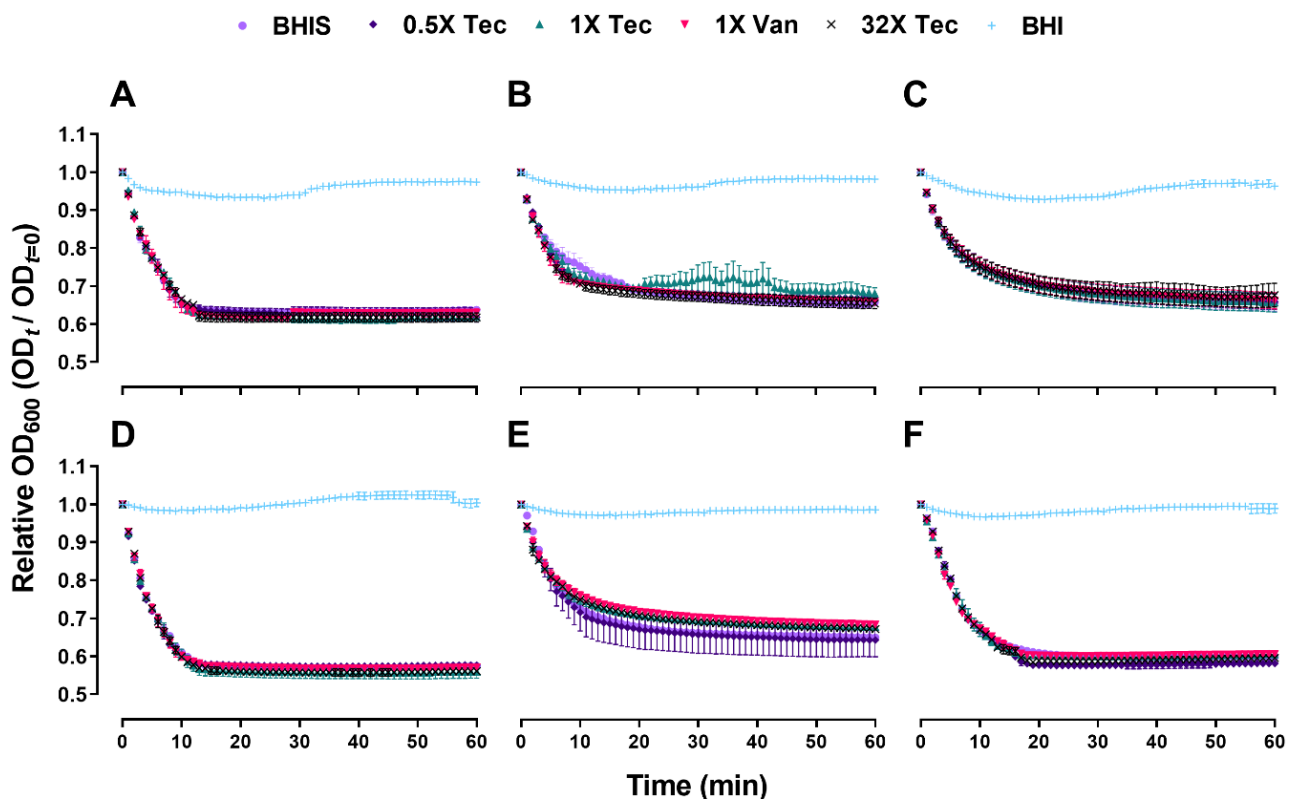 BHIS 0.5X Tec 1X Tec 1X Van 32X Tec BHI
A B C
1.1
1.0
0.9
0.8
0.7
0.6
0.5
0 10 20 30 40 50 60 0 10 20 30 40 50 60 0 10 20 30 40 50 60
D E F
1.1
1.0
0.9
0.8
0.7
0.6
0.5
Relative OD600 (ODt / ODt=0)
Time (min)